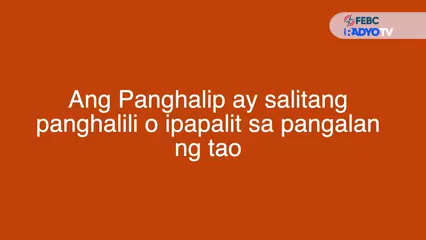 FEBC
RADYO TV
Ang Panghalip ay salitang
panghalili o ipapalit sa pangalan
ng tao